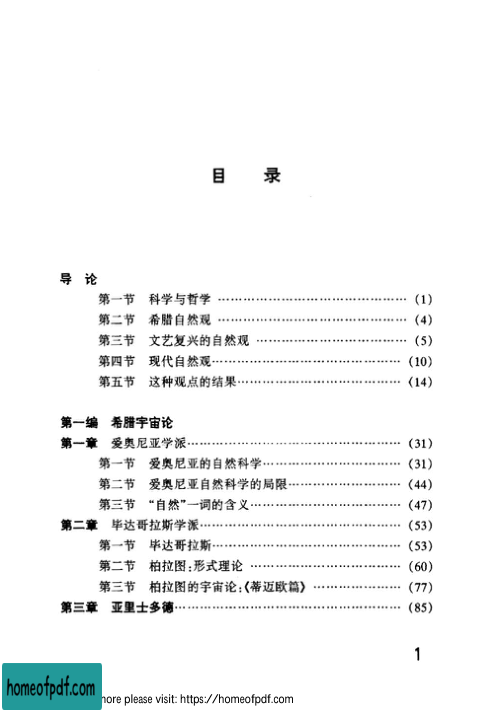 目 录
导 论
第一节 科学与哲学 …………………………………… (1)
第二节 希腊自然观 …………………………………… (4)
第三节 文艺复兴的自然观 …………………………… (5)
第四节 现代自然观…………………………………… (10)
第五节 这种观点的结果……………………………… (14)
第一编 希腊宇宙论
第一章 爱奥尼亚学派……………………………………… (31)
第一节 爱奥尼亚的自然科学………………………… (31)
第二节 爱奥尼亚自然科学的局限…………………… (44)
第三节 “自然”一词的含义…………………………… (47)
第二章 毕达哥拉斯学派…………………………………… (53)
第一节 毕达哥拉斯…………………………………… (53)
第二节 柏拉图:形式理论 …………………………… (60)
第三节 柏拉图的宇宙论:《蒂迈欧篇》 ……………… (77)
第三章 亚里士多德………………………………………… (85)
1
homeofpdf.com
more please visit: https://homeofpdf.com